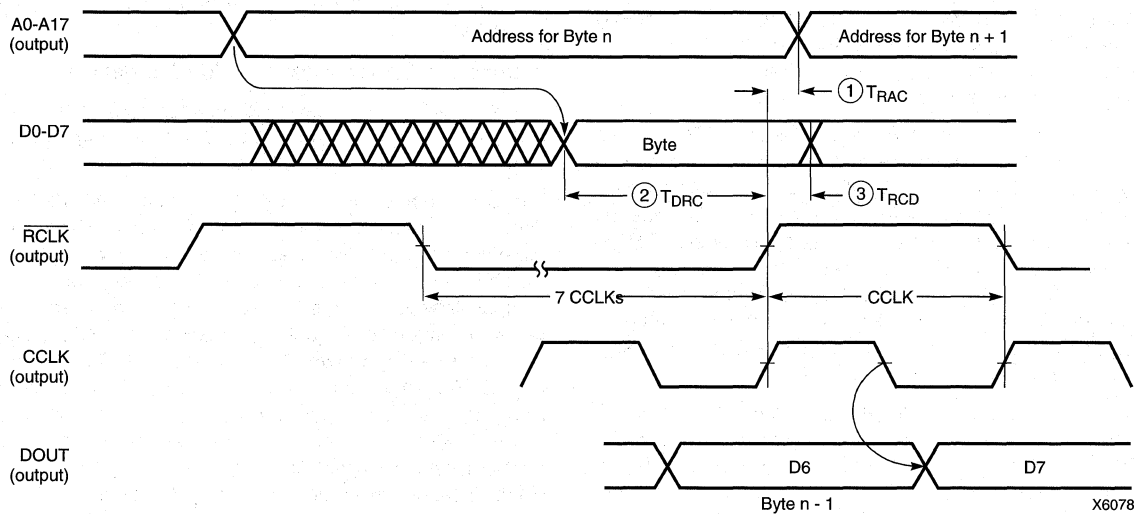 A0-A17
(output)
Address for Byte n
Address for Byte n + 1
1 TRAC
D0-D7
Byte
2 TDRC
3 TRCD
RCLK
(output)
7 CCLKs
CCLK
CCLK
(output)
DOUT
(output)
D6
D7
Byte n - 1
X6078